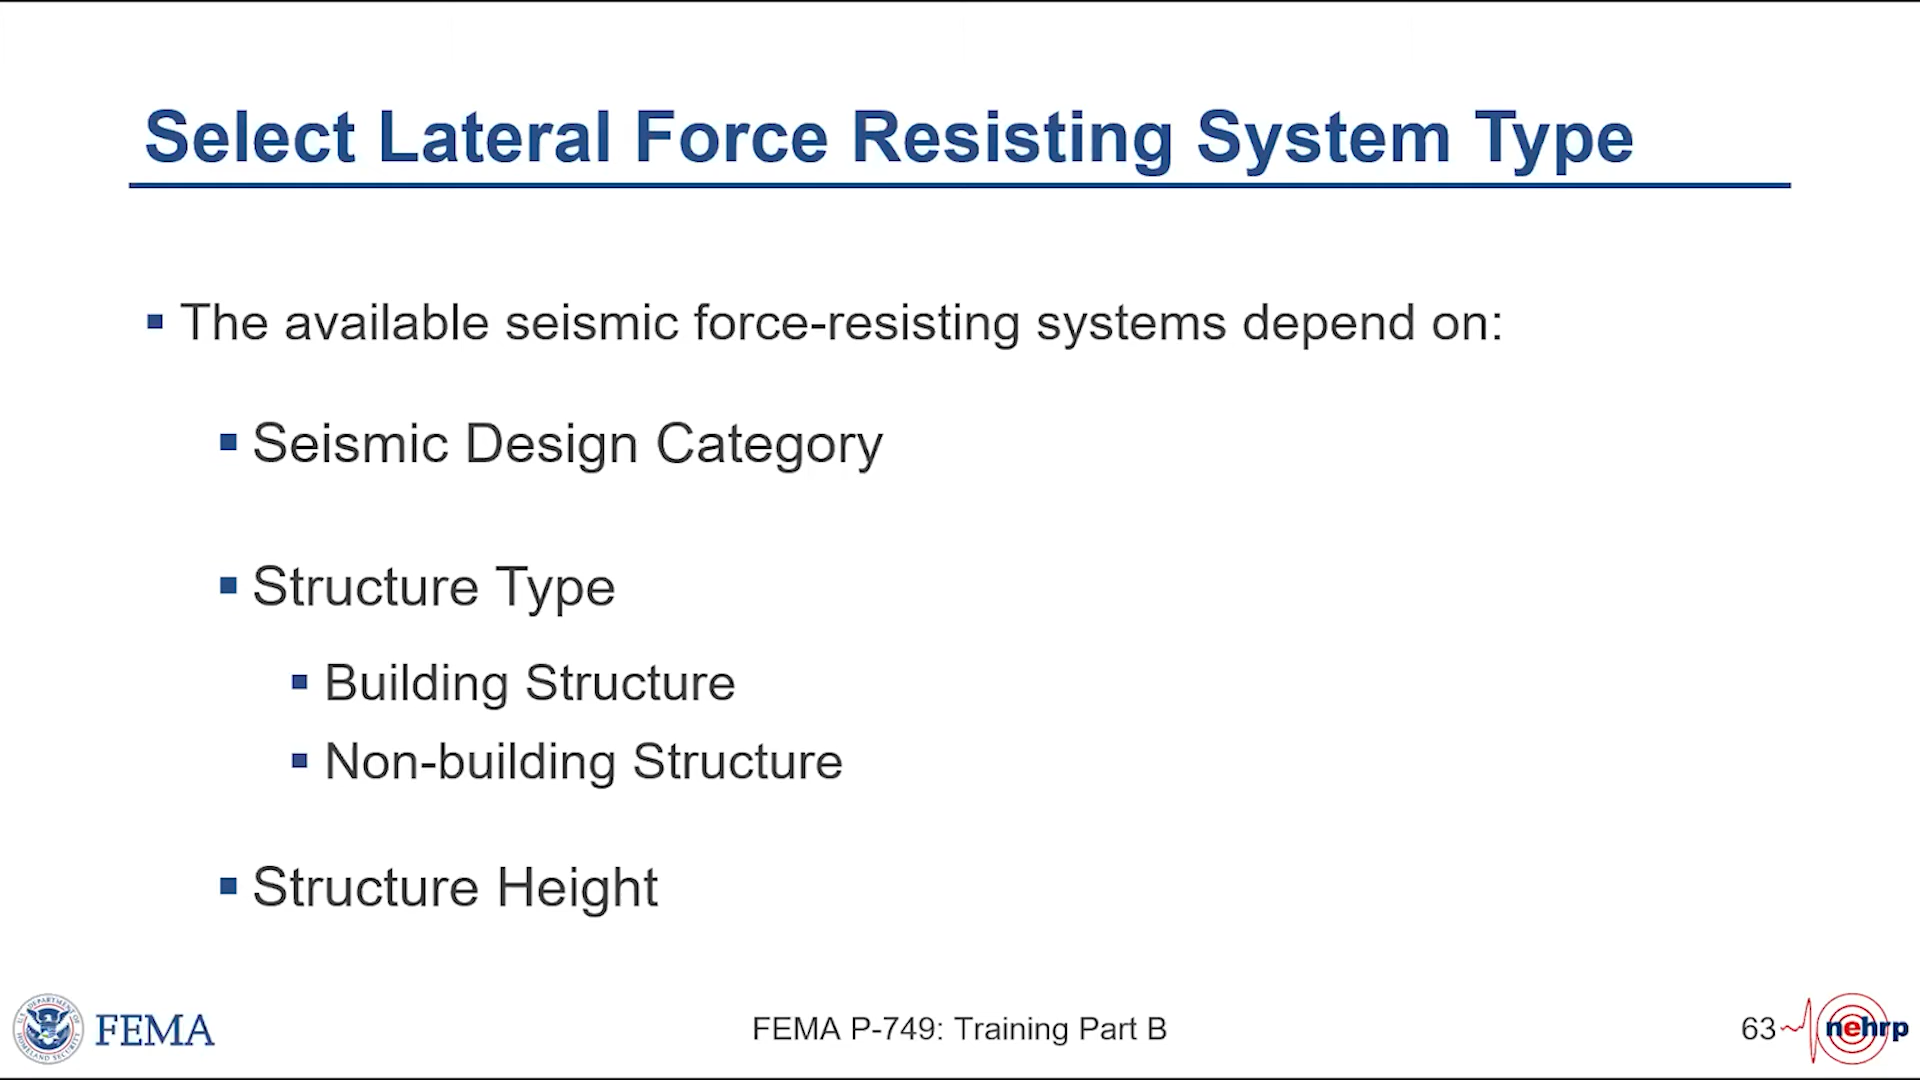 Select Lateral Force Resisting System Type
▪ The available seismic force-resisting systems depend on:
▪ Seismic Design Category
▪ Structure Type
▪ Building Structure
▪ Non-building Structure
▪ Structure Height
FEMA
FEMA P-749: Training Part B
63
nehrp